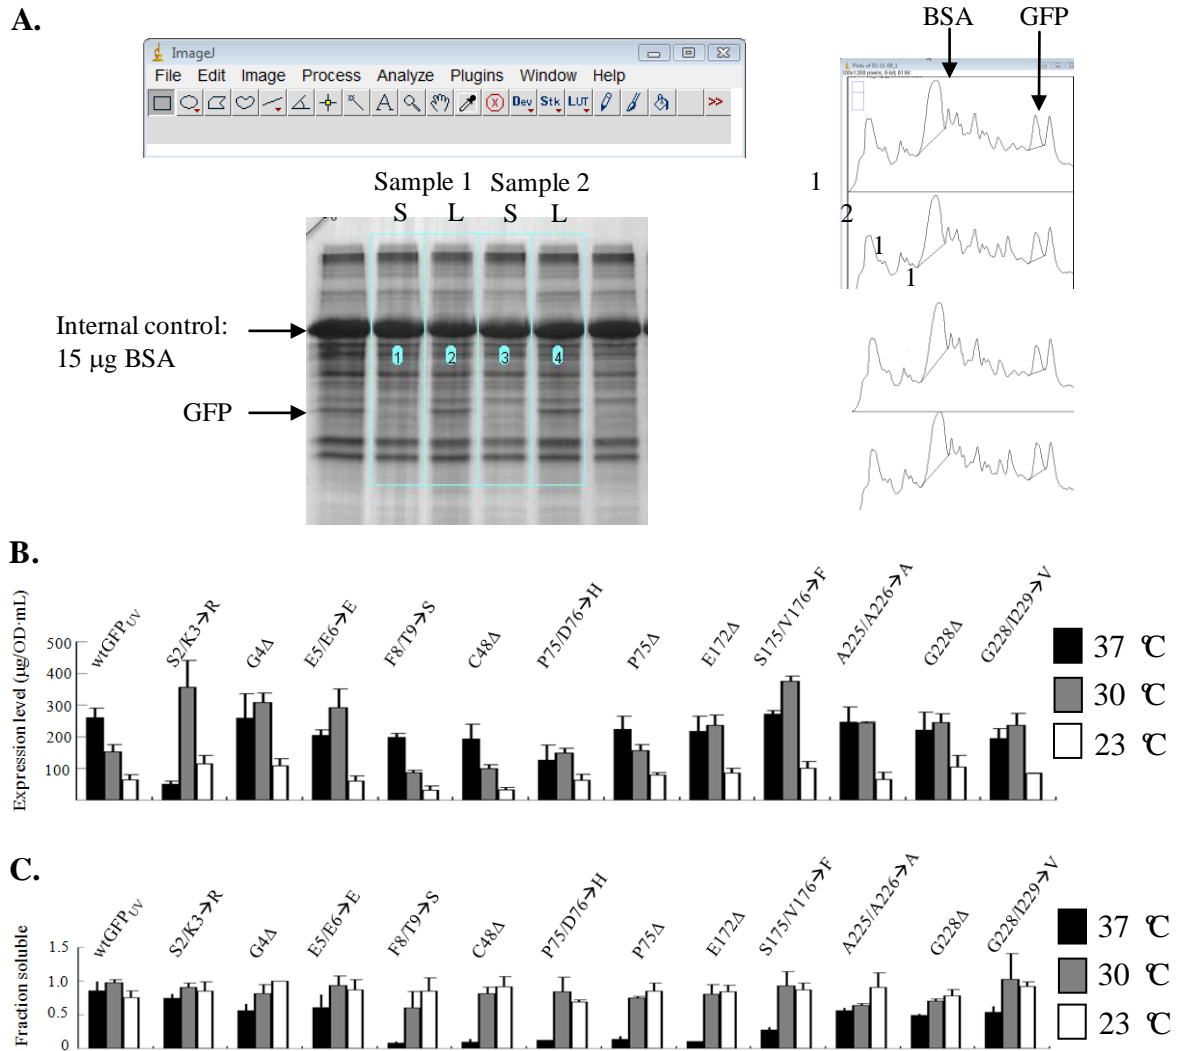 A.
BSA GFP
ImageJ
File Edit Image Process Analyze Plugins Window Help
A Dev Stk LUT >>
Sample 1 Sample 2
S L S L
1
2
1
1
Internal control:
15 µg BSA
1 2 3 4
GFP
B.
Expression level (µg/OD·mL)
500
400
300
200
100
wtGFPUV
S2/K3→R
G4Δ
E5/E6→E
F8/T9→S
C48Δ
P75/D76→H
P75Δ
E172Δ
S175/V176→F
A225/A226→A
G228Δ
G228/I229→V
37 °C
30 °C
23 °C
C.
Fraction soluble
1.5
1.0
0.5
0
wtGFPUV
S2/K3→R
G4Δ
E5/E6→E
F8/T9→S
C48Δ
P75/D76→H
P75Δ
E172Δ
S175/V176→F
A225/A226→A
G228Δ
G228/I229→V
37 °C
30 °C
23 °C